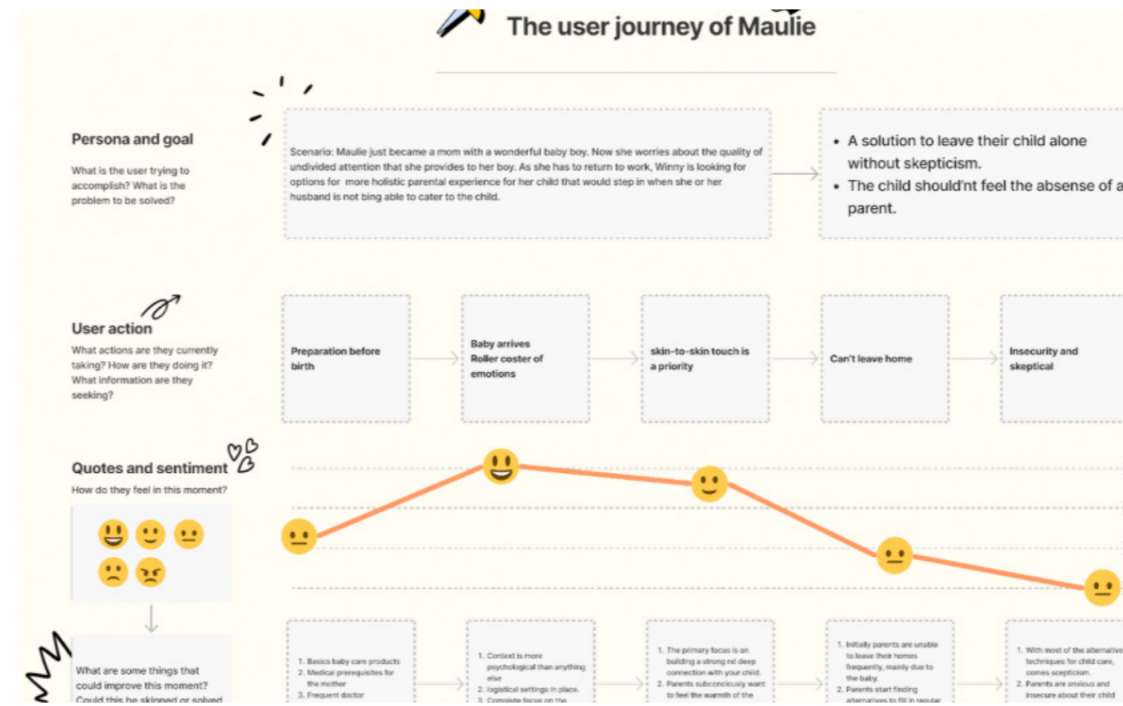 The user journey of Maulie
Persona and goal
What is the user trying to
accomplish? What is the
problem to be solved?
Scenario: Maulie just became a mom with a wonderful baby boy. Now she worries about the quality of
undivided attention that she provides to her boy. As she has to return to work, Winny is looking for
options for more holistic parental experience for her child that would step in when she or her
husband is not bing able to cater to the child.
• A solution to leave their child alone
without skepticism.
• The child should'nt feel the absense of a
parent.
User action
What actions are they currently
taking? How are they doing it?
What information are they
seeking?
Preparation before
birth
Baby arrives
Roller coster of
emotions
skin-to-skin touch is
a priority
Can't leave home
Insecurity and
skeptical
Quotes and sentiment
How do they feel in this moment?
What are some things that
could improve this moment?
Could this be skipped or solved
1. Basics baby care products
2. Medical prerequisites for
the mother
3. Frequent doctor
1. Context is more
psychological than anything
else
2. logistical settings in place.
3. Complete focus on the
1. The primary focus is on
building a strong nd deep
connection with your child.
2. Parents subconciously want
to feel the warmth of the
1. Initially parents are unable
to leave their homes
frequently, mainly due to
the baby.
2. Parents start finding
alternatives to fill in regular
1. With most of the alternative
techniques for child care,
comes scepticism.
2. Parents are anxious and
insecure about their child